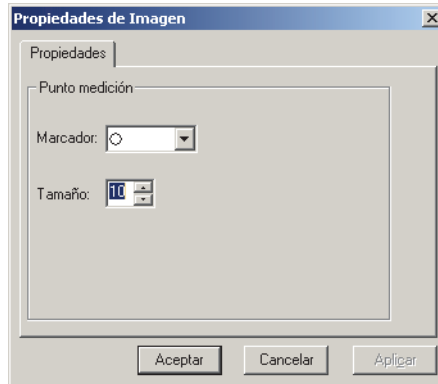 Propiedades de Imagen
Propiedades
Punto medición
Marcador:
Tamaño: 10
Aceptar Cancelar Aplicar